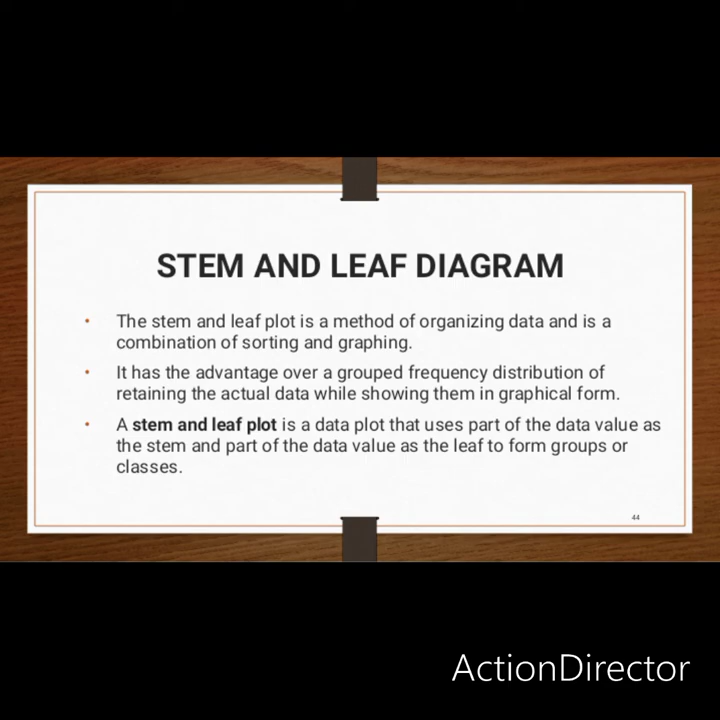 STEM AND LEAF DIAGRAM
• The stem and leaf plot is a method of organizing data and is a
combination of sorting and graphing.
• It has the advantage over a grouped frequency distribution of
retaining the actual data while showing them in graphical form.
• A stem and leaf plot is a data plot that uses part of the data value as
the stem and part of the data value as the leaf to form groups or
classes.
44
ActionDirector